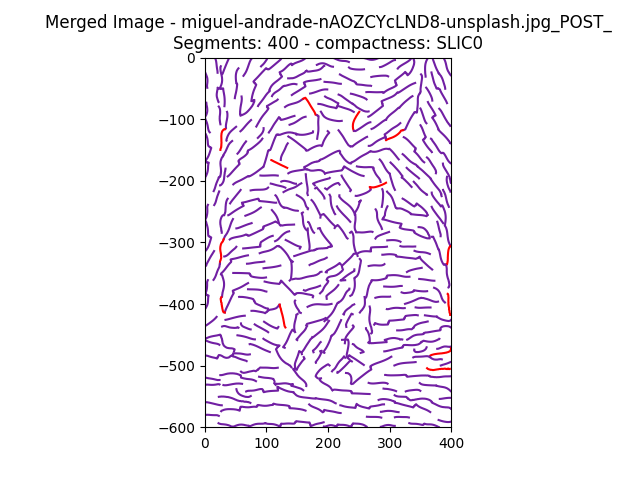 Merged Image - miguel-andrade-nAOZCYcLND8-unsplash.jpg_POST_
Segments: 400 - compactness: SLIC0
0
−100
−200
−300
−400
−500
−600
0 100 200 300 400